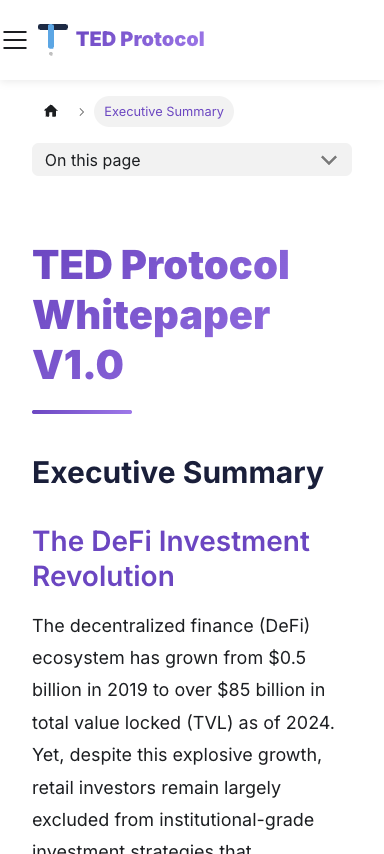 TED Protocol
Executive Summary
On this page
TED Protocol
Whitepaper
V1.0
Executive Summary
The DeFi Investment
Revolution
The decentralized finance (DeFi)
ecosystem has grown from $0.5
billion in 2019 to over $85 billion in
total value locked (TVL) as of 2024.
Yet, despite this explosive growth,
retail investors remain largely
excluded from institutional-grade
investment strategies that